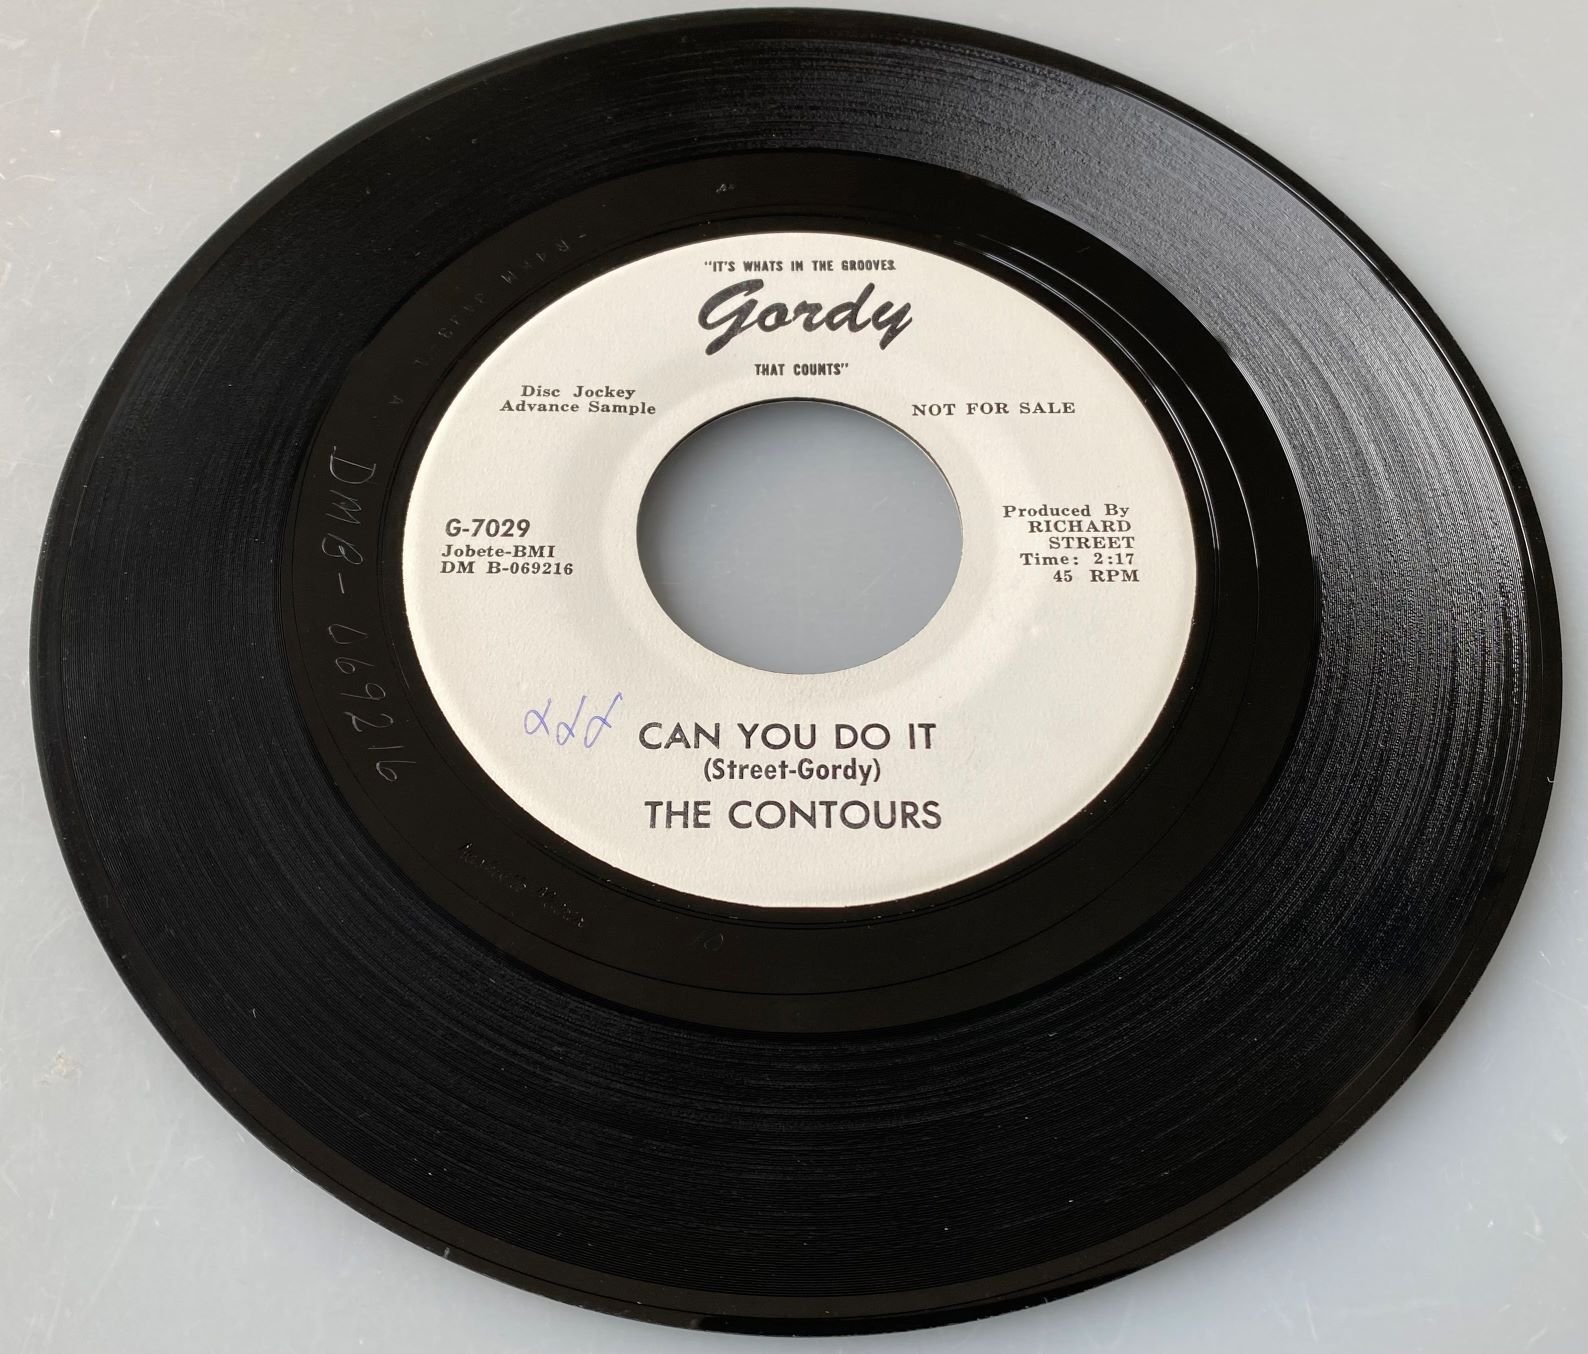 "IT'S WHATS IN THE GROOVES
Gordy
THAT COUNTS"
Disc Jockey
Advance Sample
NOT FOR SALE
G-7029
Jobete-BMI
DM B-069216
Produced By
RICHARD
STREET
Time: 2:17
45 RPM
CAN YOU DO IT
(Street-Gordy)
THE CONTOURS
DMB-069216